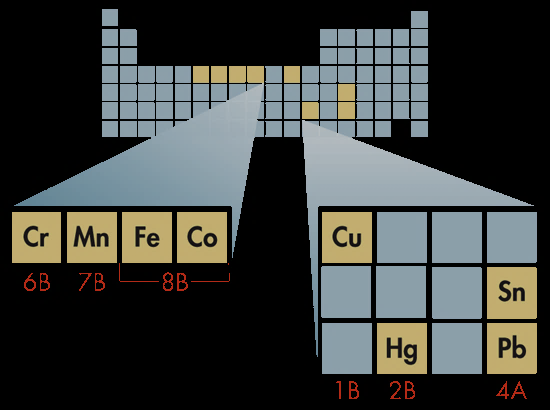 Cr Mn Fe Co
6B 7B 8B
Cu
Sn
Hg Pb
1B 2B 4A